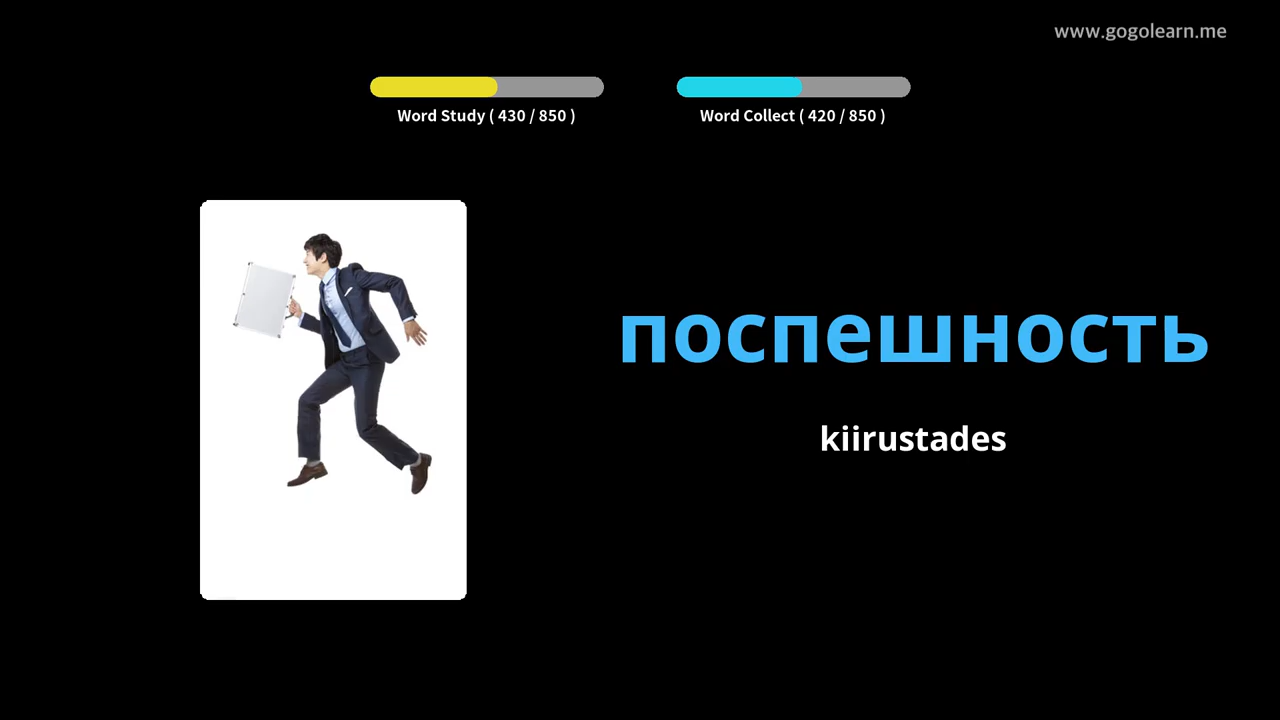 www.gogolearn.me
Word Study ( 430 / 850 )
Word Collect ( 420 / 850 )
поспешность
kiirustades